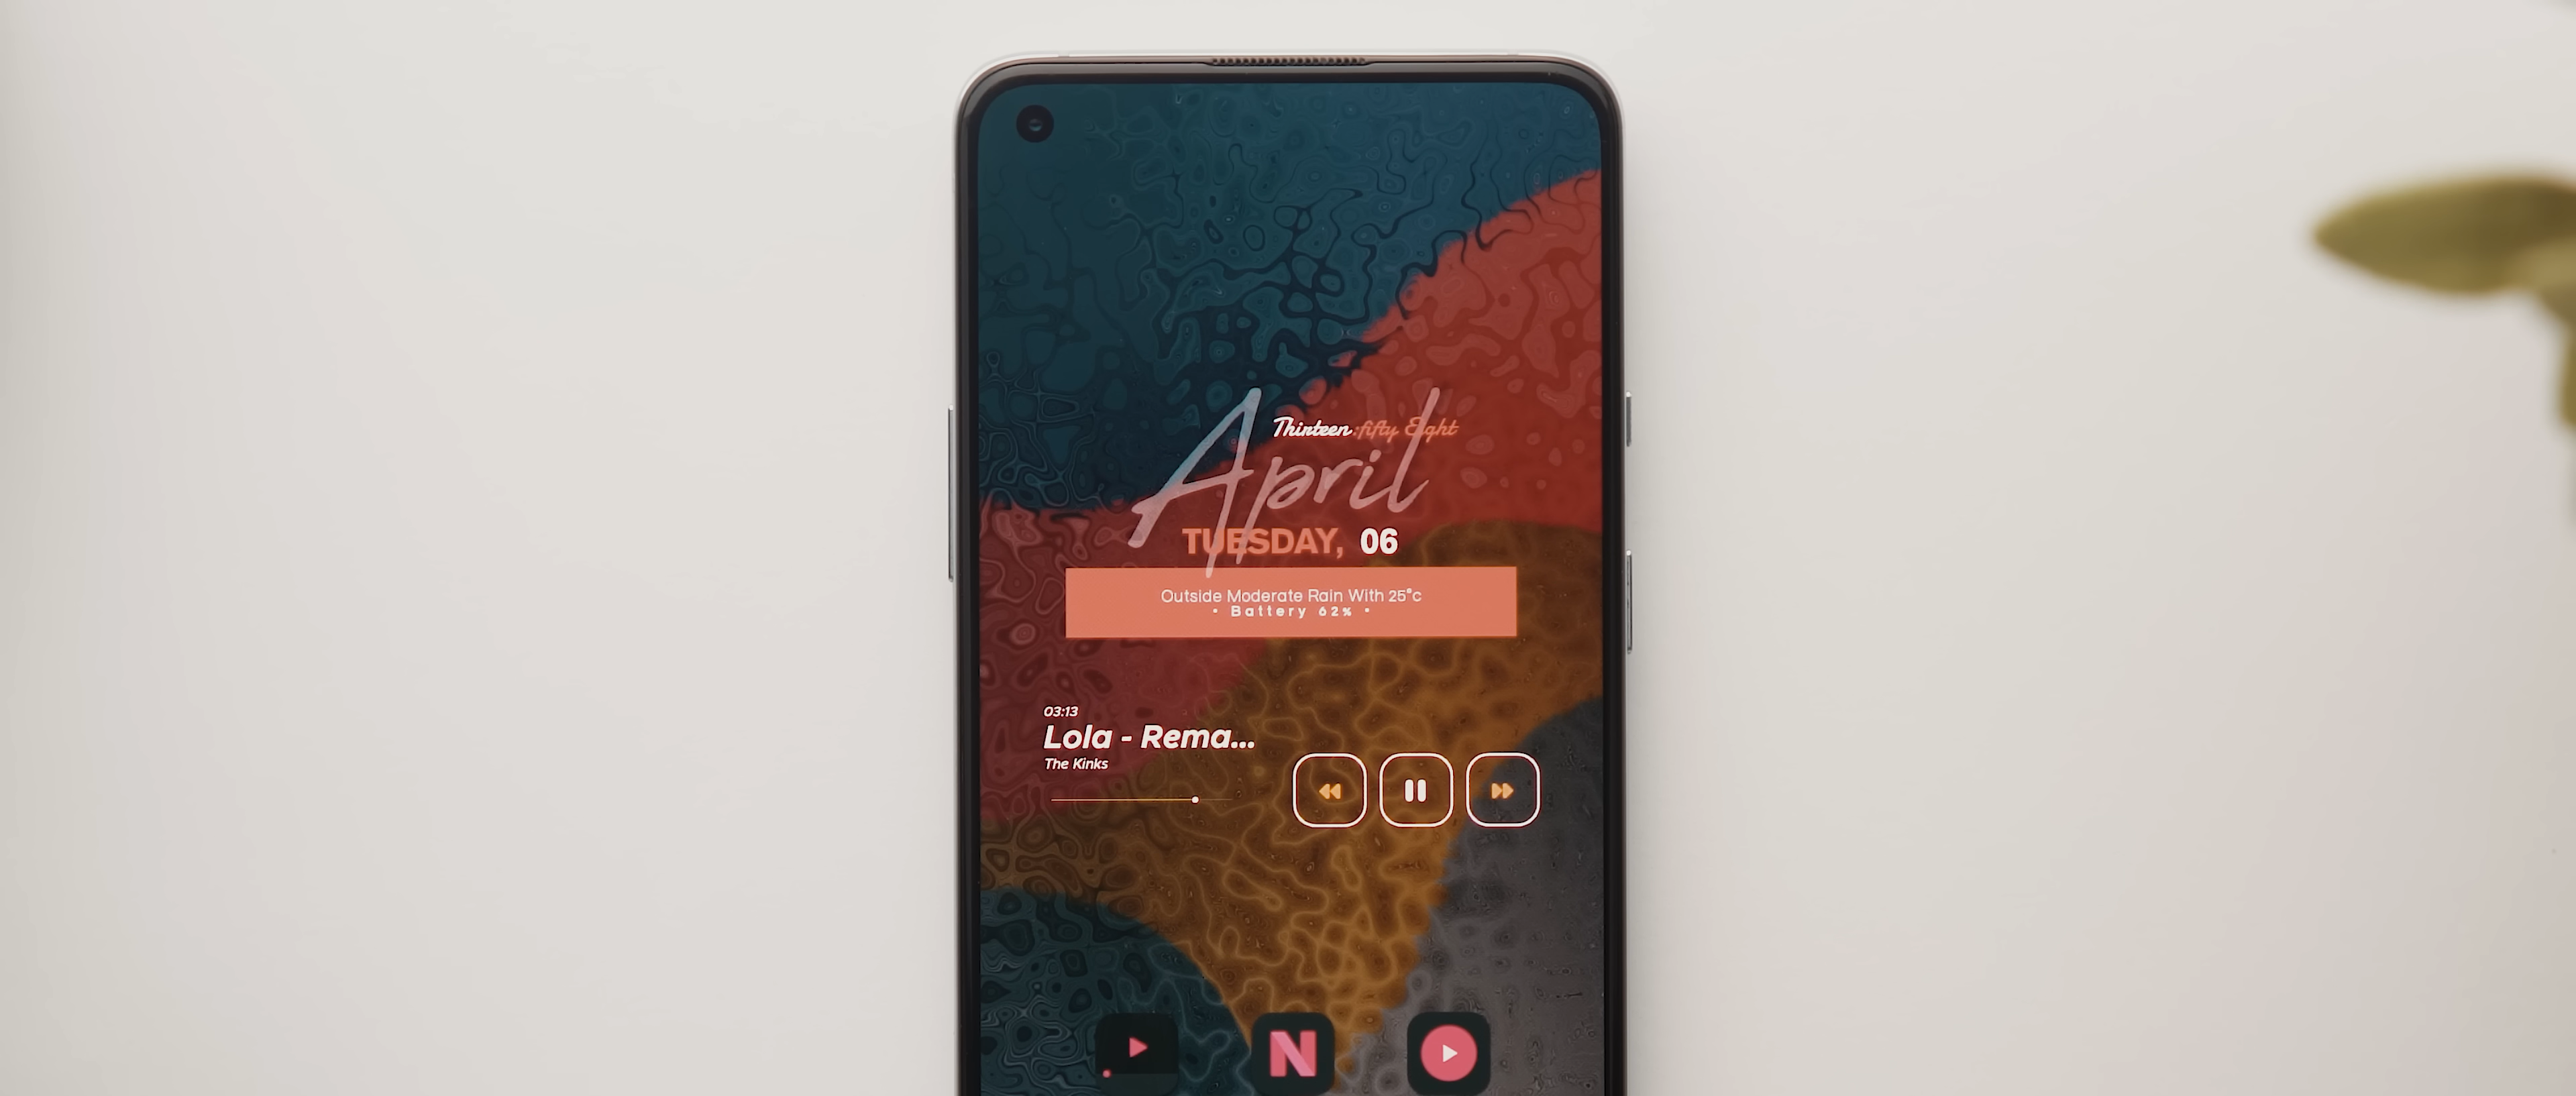 Thirteen:fifty Eight
April
TUESDAY, 06
Outside Moderate Rain With 25°c
• Battery 62% •
03:13
Lola - Rema...
The Kinks
N